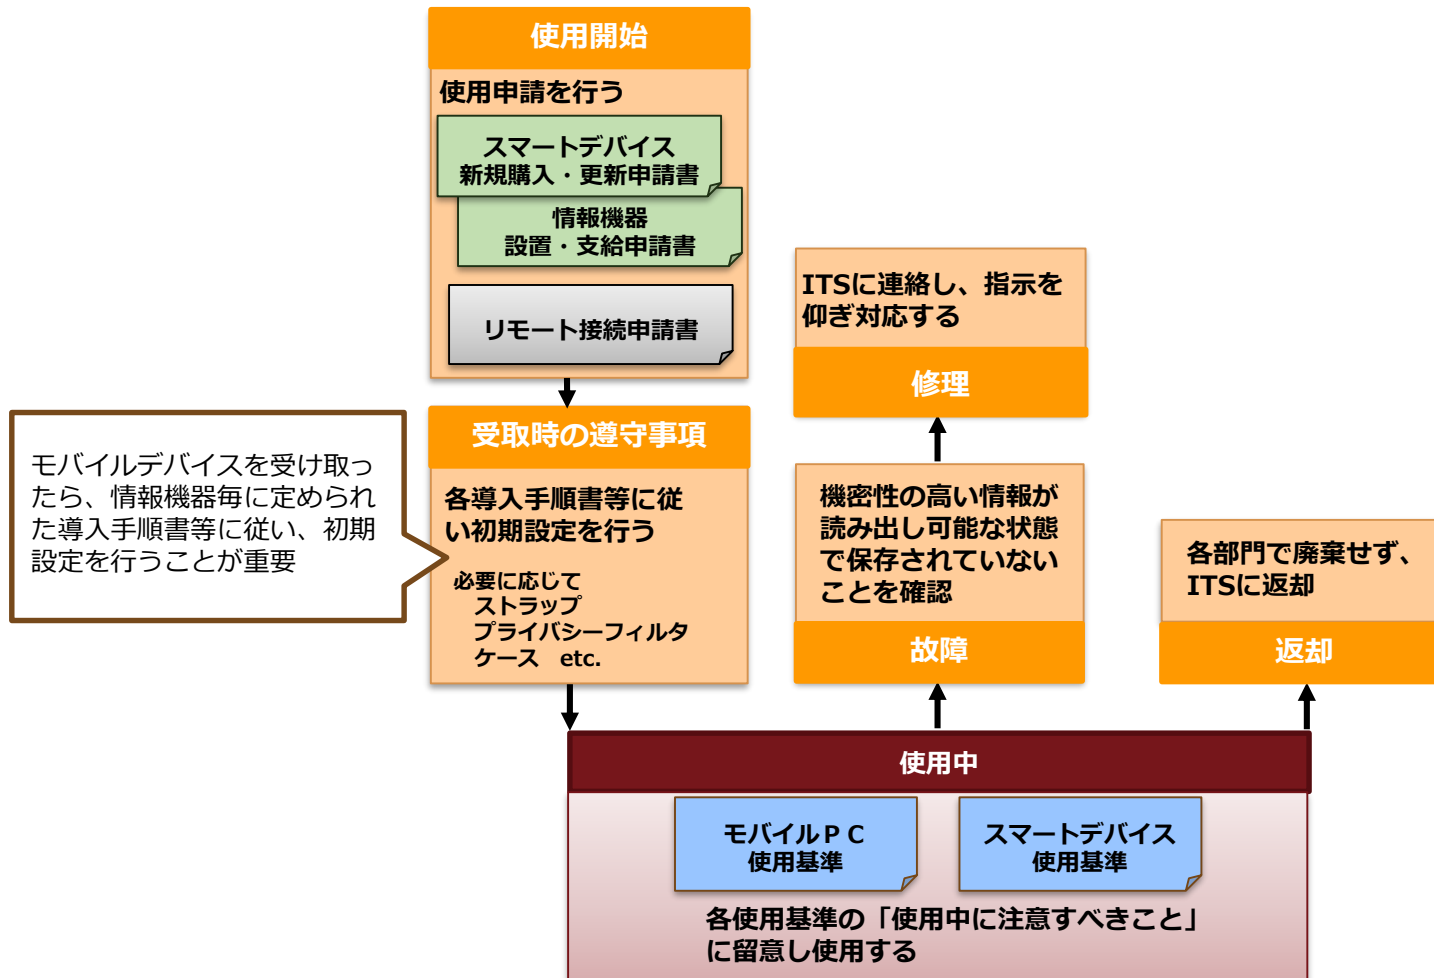 使用開始
使用申請を行う
スマートデバイス
新規購入・更新申請書
情報機器
設置・支給申請書
リモート接続申請書
受取時の遵守事項
各導入手順書等に従
い初期設定を行う
必要に応じて
ストラップ
プライバシーフィルタ
ケース　etc.
モバイルデバイスを受け取っ
たら、情報機器毎に定められ
た導入手順書等に従い、初期
設定を行うことが重要
ITSに連絡し、指示を
仰ぎ対応する
修理
機密性の高い情報が
読み出し可能な状態
で保存されていない
ことを確認
故障
各部門で廃棄せず、
ITSに返却
返却
使用中
モバイルＰＣ
使用基準
スマートデバイス
使用基準
各使用基準の「使用中に注意すべきこと」
に留意し使用する